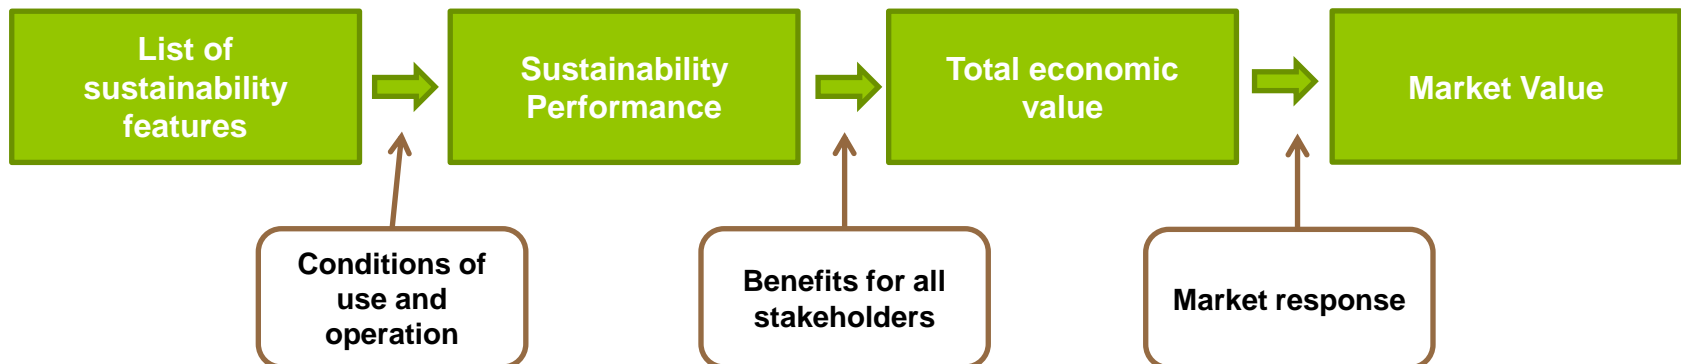 List of
sustainability
features
Sustainability
Performance
Total economic
value
Market Value
Conditions of
use and
operation
Benefits for all
stakeholders
Market response